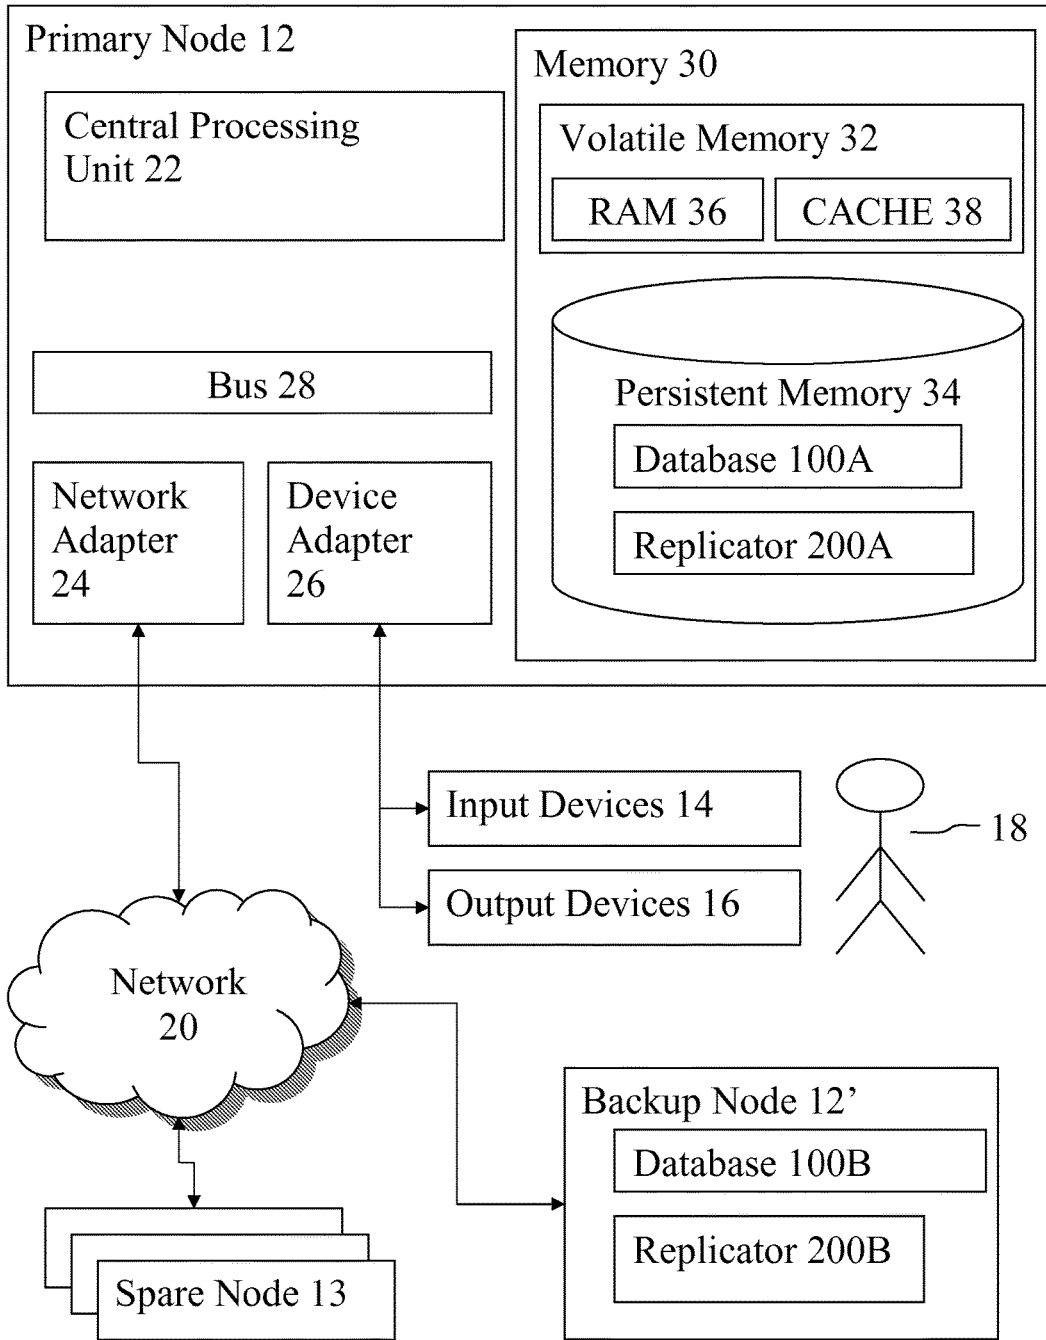 Primary Node 12
Memory 30
Central Processing
Unit 22
Volatile Memory 32
RAM 36
CACHE 38
Bus 28
Persistent Memory 34
Database 100A
Replicator 200A
Network
Adapter
24
Device
Adapter
26
Input Devices 14
18
Output Devices 16
Network
20
Backup Node 12’
Database 100B
Replicator 200B
Spare Node 13